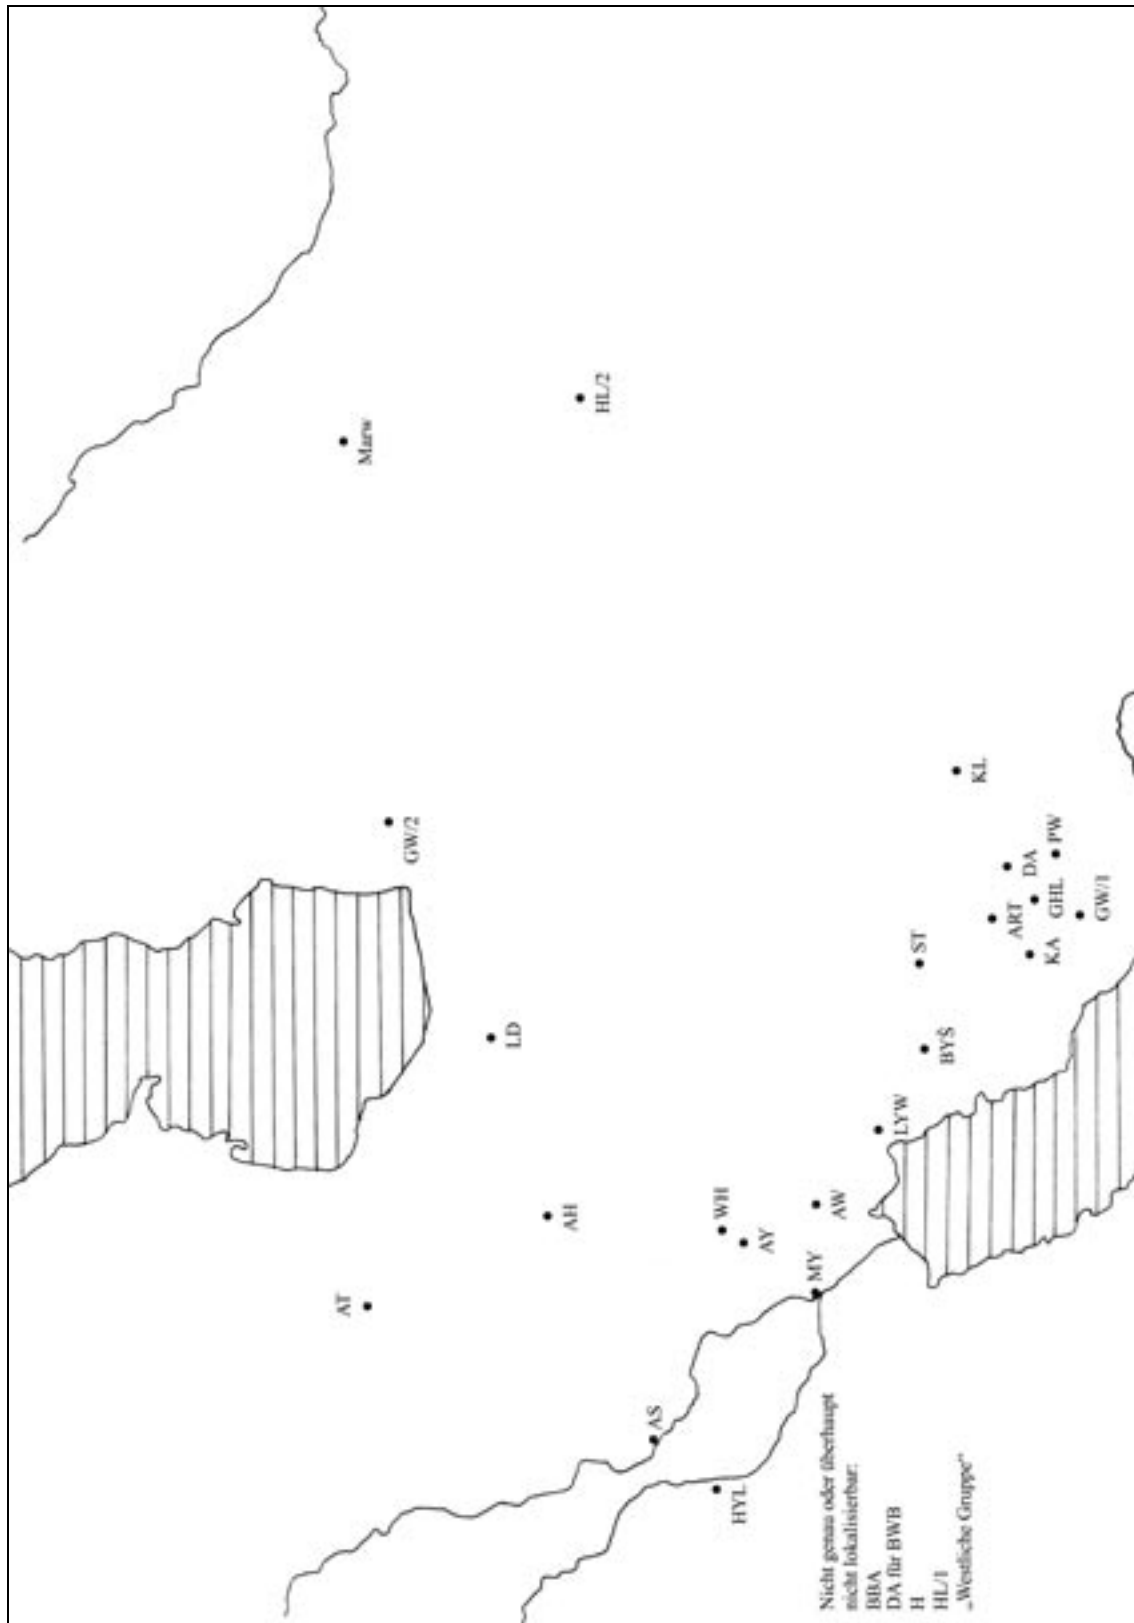 Marw
HL/2
GW/2
LD
AH
AT
WH
AY
AW
MY
AS
HYL
LYW
BYŠ
ST
KL
ART
DA
KA
GHL
PW
GW/1
Nicht genau oder überhaupt
nicht lokalisierbar:
BBA
DA für BWB
H
HL/1
„Westliche Gruppe“